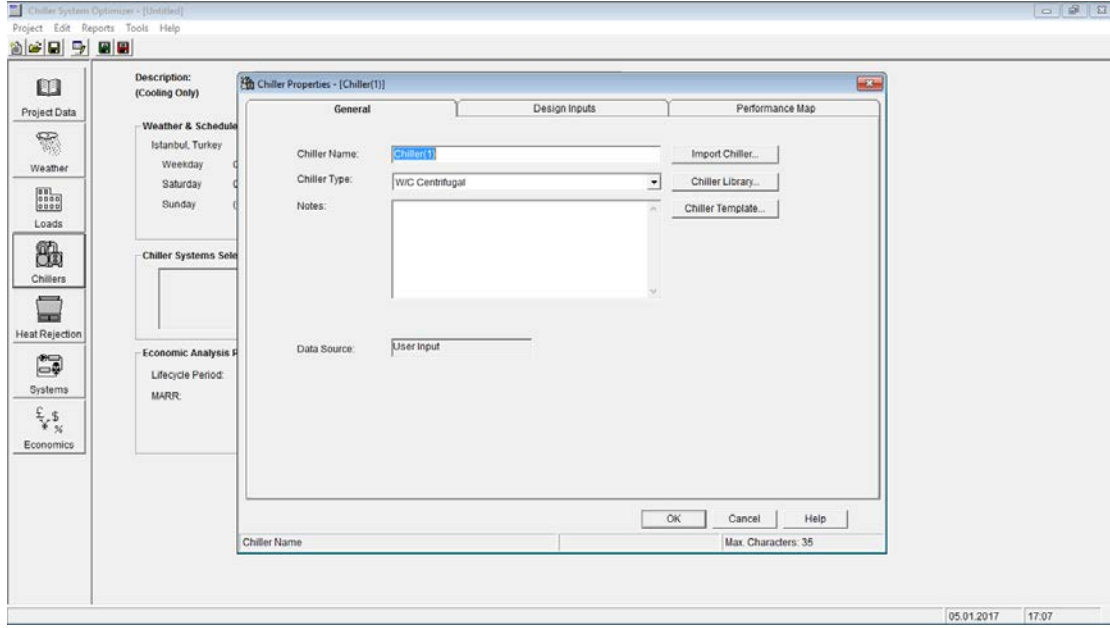 Chiller System Optimizer - [Untitled]
Project Edit Reports Tools Help
Project Data
Weather
Loads
Chillers
Heat Rejection
Systems
£ $
¥ %
Economics
Description:
(Cooling Only)
Weather & Schedule
Istanbul, Turkey
Weekday
Saturday
Sunday
Chiller Systems Sele
Economic Analysis P
Lifecycle Period:
MARR:
Chiller Properties - [Chiller(1)]
General Design Inputs Performance Map
Chiller Name: Chiller(1) Import Chiller...
Chiller Type: W/C Centrifugal Chiller Library...
Notes: Chiller Template...
Data Source: User Input
OK Cancel Help
Chiller Name Max. Characters: 35
05.01.2017 17:07